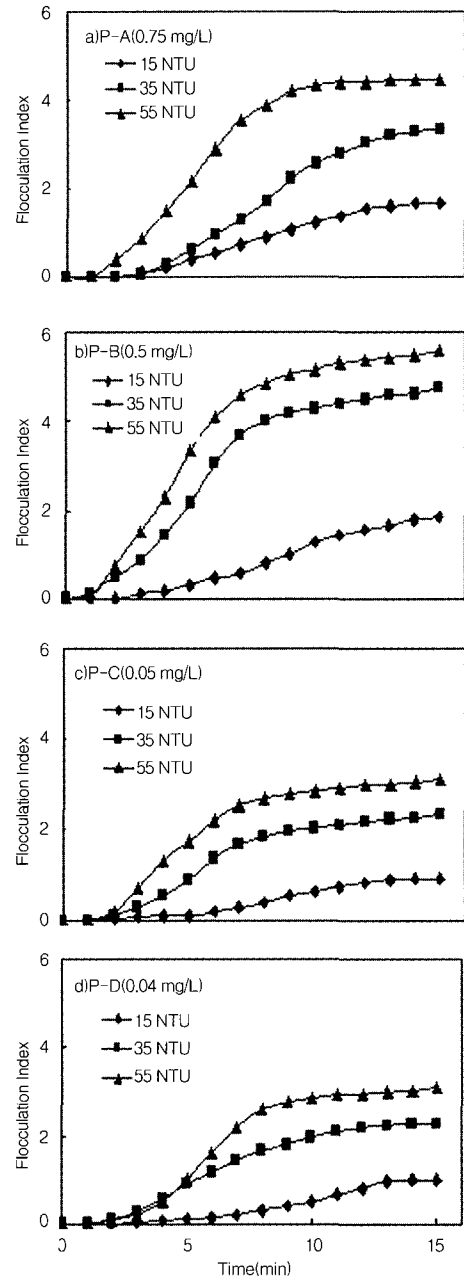 6
a)P-A(0.75 mg/L)
15 NTU
35 NTU
55 NTU
4
2
0
Flocculation Index
6
b)P-B(0.5 mg/L)
15 NTU
35 NTU
55 NTU
4
2
0
Flocculation Index
6
c)P-C(0.05 mg/L)
15 NTU
35 NTU
55 NTU
4
2
0
Flocculation Index
6
d)P-D(0.04 mg/L)
15 NTU
35 NTU
55 NTU
4
2
0
Flocculation Index
0 5 10 15
Time(min)